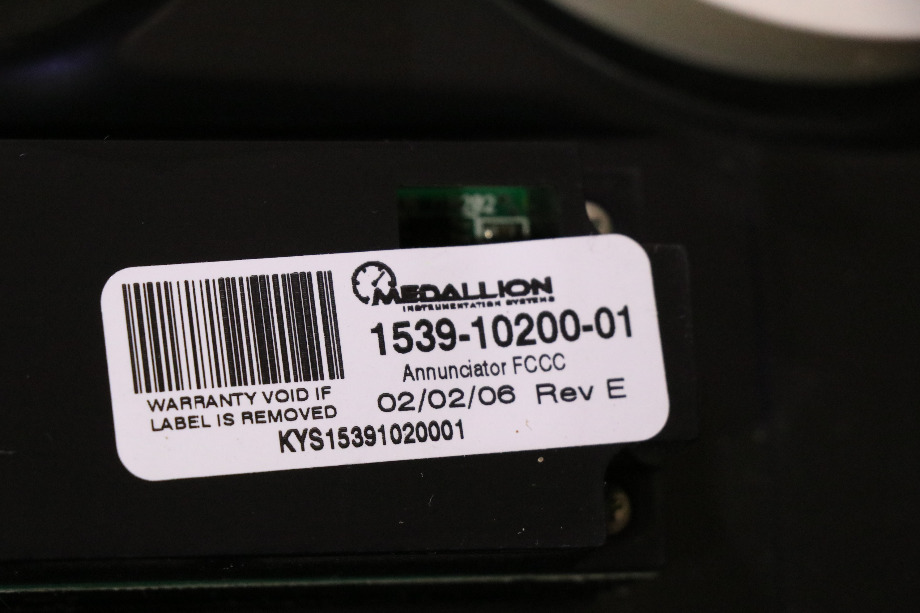 MEDALLION
INSTRUMENTATION SYSTEMS
1539-10200-01
Annunciator FCCC
02/02/06 Rev E
WARRANTY VOID IF
LABEL IS REMOVED
KYS15391020001